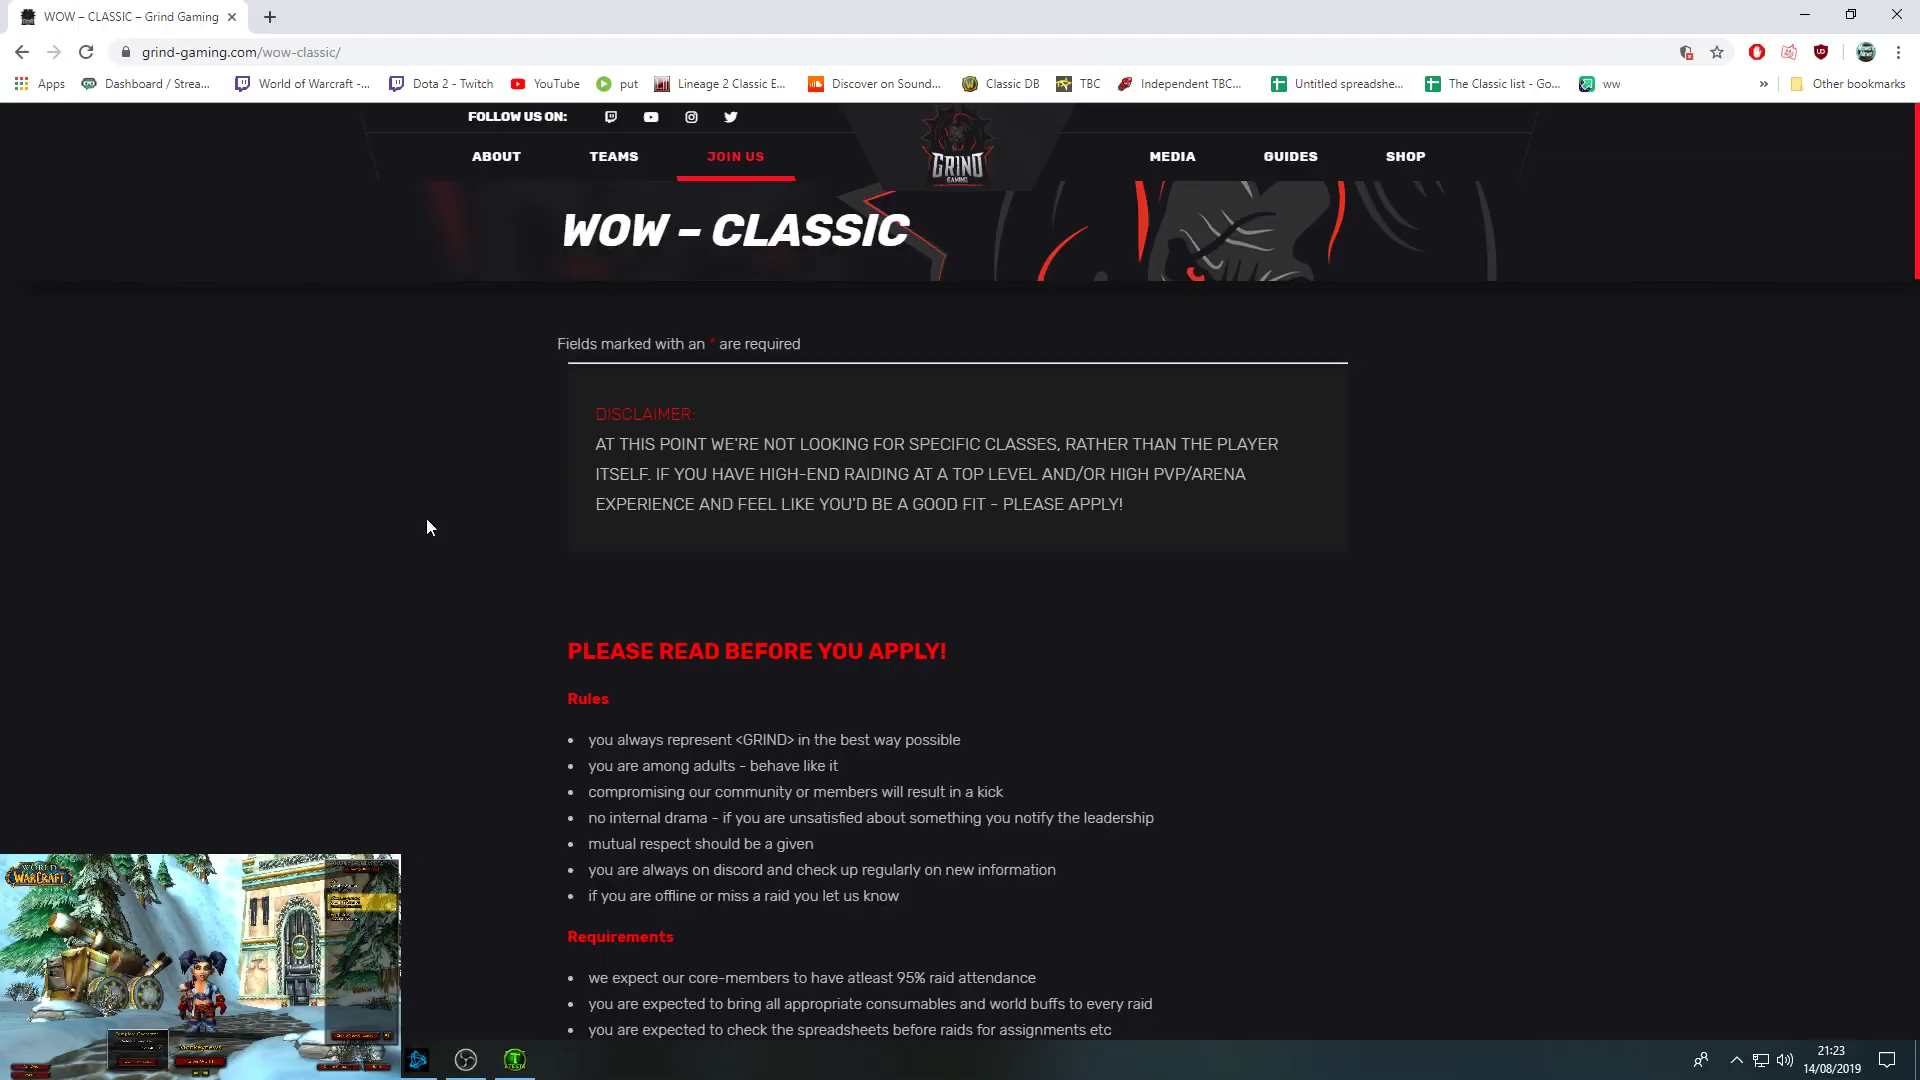 WOW – CLASSIC – Grind Gaming
grind-gaming.com/wow-classic/
Apps
Dashboard / Strea...
World of Warcraft -...
Dota 2 - Twitch
YouTube
put
Lineage 2 Classic E...
Discover on Sound...
Classic DB
TBC
Independent TBC...
Untitled spreadshe...
The Classic list - Go...
ww
»
Other bookmarks
FOLLOW US ON:
ABOUT
TEAMS
JOIN US
GRIND
GAMING
MEDIA
GUIDES
SHOP
WOW – CLASSIC
Fields marked with an * are required
DISCLAIMER:
AT THIS POINT WE'RE NOT LOOKING FOR SPECIFIC CLASSES, RATHER THAN THE PLAYER
ITSELF. IF YOU HAVE HIGH-END RAIDING AT A TOP LEVEL AND/OR HIGH PVP/ARENA
EXPERIENCE AND FEEL LIKE YOU'D BE A GOOD FIT - PLEASE APPLY!
PLEASE READ BEFORE YOU APPLY!
Rules
• you always represent <GRIND> in the best way possible
• you are among adults - behave like it
• compromising our community or members will result in a kick
• no internal drama - if you are unsatisfied about something you notify the leadership
• mutual respect should be a given
• you are always on discord and check up regularly on new information
• if you are offline or miss a raid you let us know
Requirements
• we expect our core-members to have atleast 95% raid attendance
• you are expected to bring all appropriate consumables and world buffs to every raid
• you are expected to check the spreadsheets before raids for assignments etc
WORLD
WARCRAFT
21:23
14/08/2019